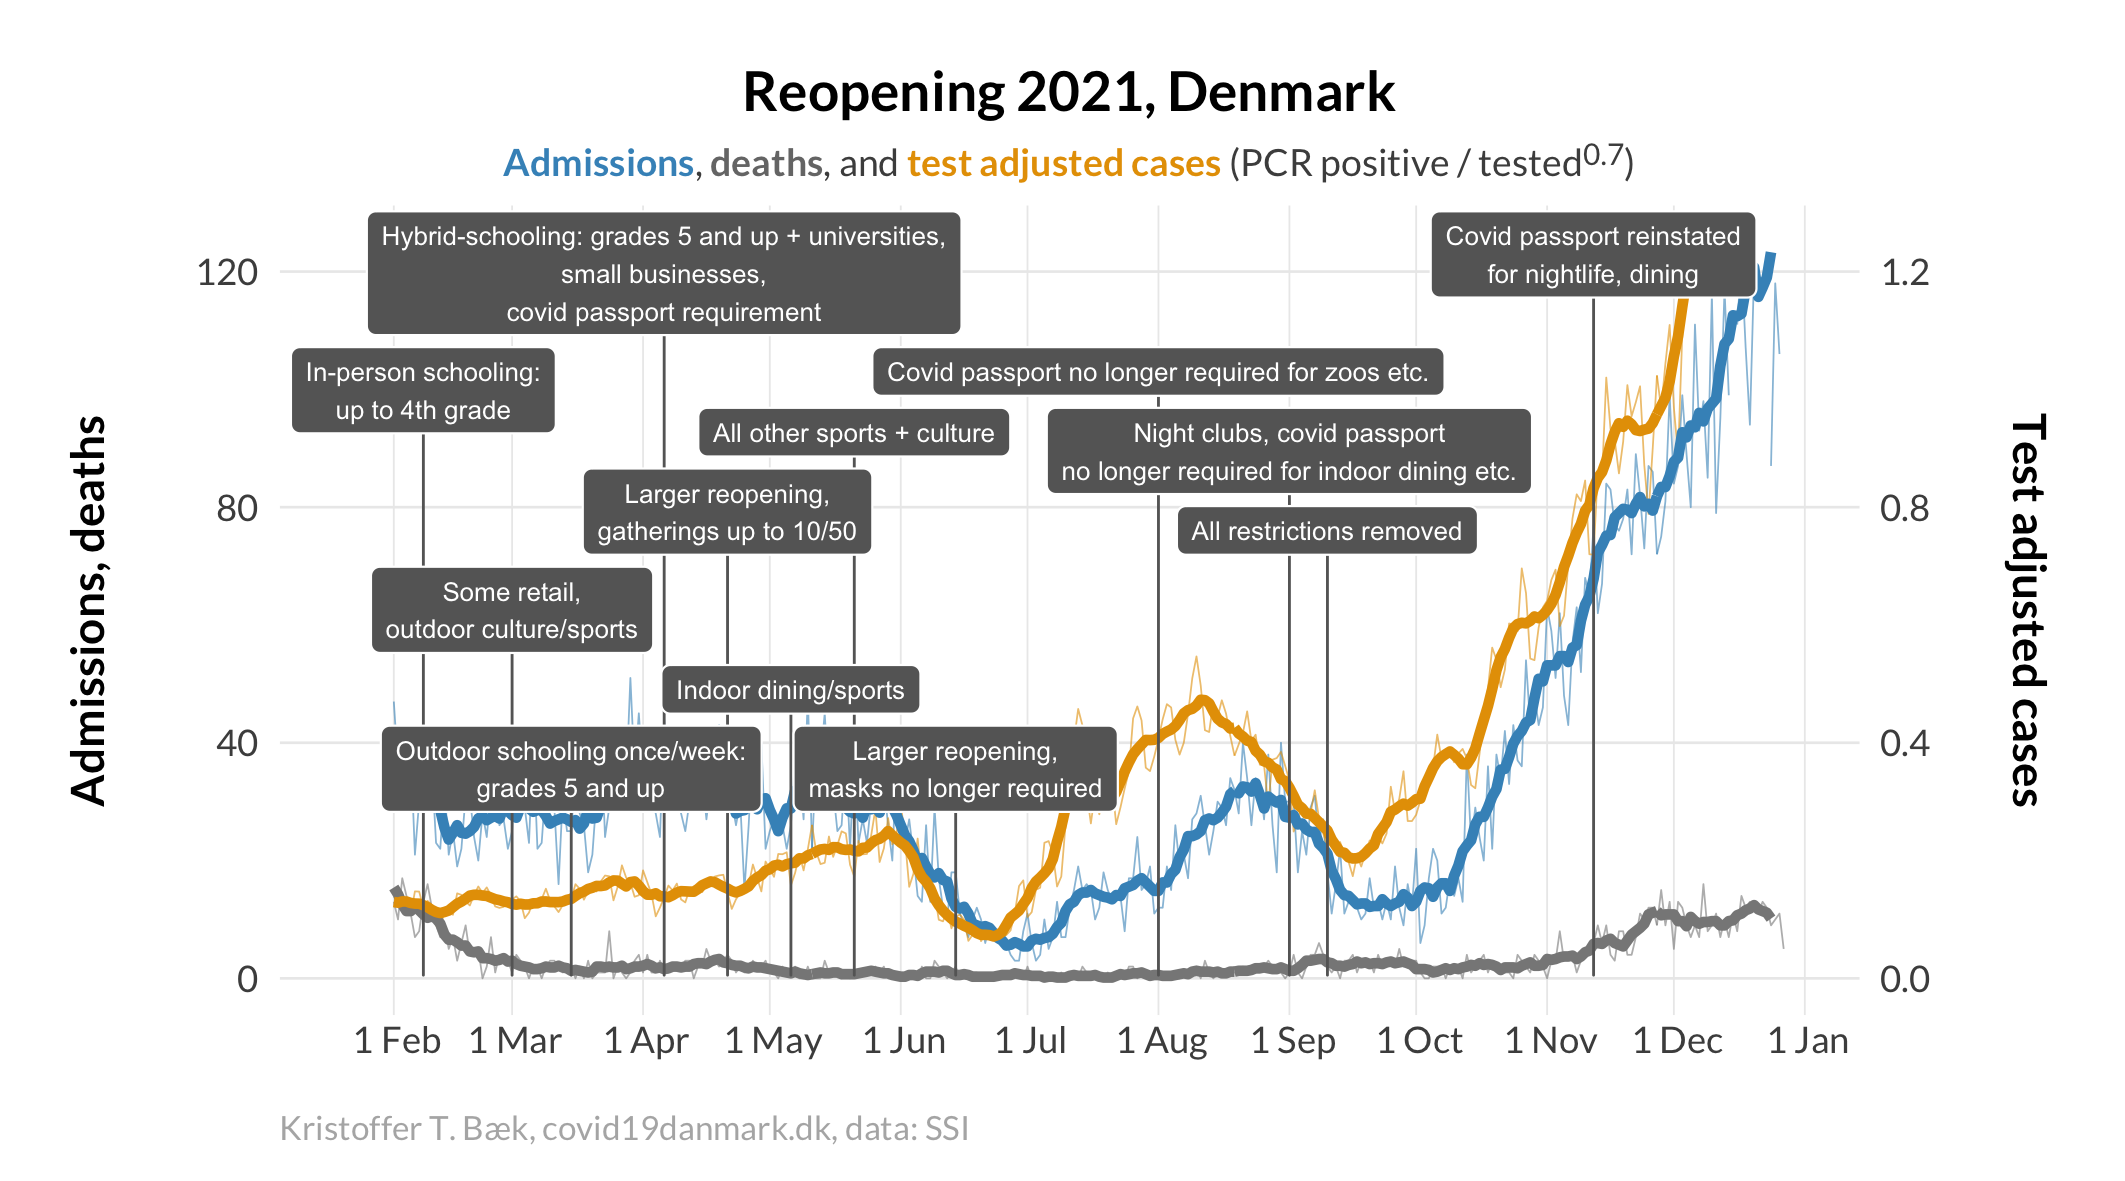 Reopening 2021, Denmark
Admissions, deaths, and test adjusted cases (PCR positive / tested^0.7)
Hybrid-schooling: grades 5 and up + universities,
small businesses,
covid passport requirement
Covid passport reinstated
for nightlife, dining
In-person schooling:
up to 4th grade
Covid passport no longer required for zoos etc.
All other sports + culture
Night clubs, covid passport
no longer required for indoor dining etc.
Larger reopening,
gatherings up to 10/50
All restrictions removed
Some retail,
outdoor culture/sports
Indoor dining/sports
Outdoor schooling once/week:
grades 5 and up
Larger reopening,
masks no longer required
Admissions, deaths
120
80
40
0
Test adjusted cases
1.2
0.8
0.4
0.0
1 Feb 1 Mar 1 Apr 1 May 1 Jun 1 Jul 1 Aug 1 Sep 1 Oct 1 Nov 1 Dec 1 Jan
Kristoffer T. Bæk, covid19danmark.dk, data: SSI